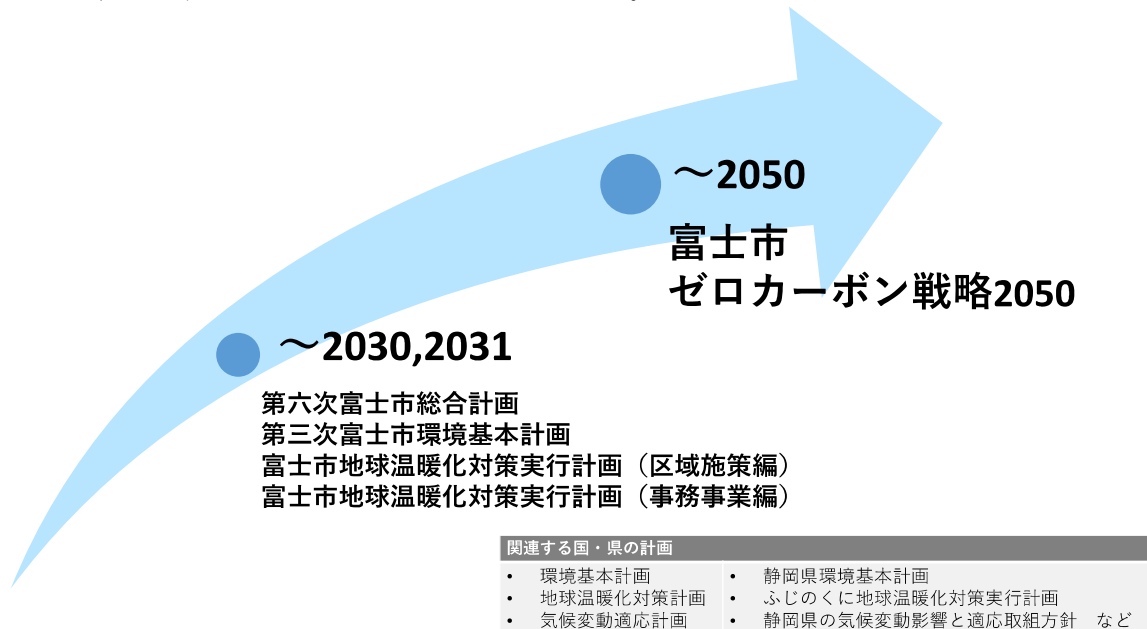 ～2050
富士市
ゼロカーボン戦略2050
～2030,2031
第六次富士市総合計画
第三次富士市環境基本計画
富士市地球温暖化対策実行計画（区域施策編）
富士市地球温暖化対策実行計画（事務事業編）
関連する国・県の計画
• 環境基本計画
• 地球温暖化対策計画
• 気候変動適応計画
• 静岡県環境基本計画
• ふじのくに地球温暖化対策実行計画
• 静岡県の気候変動影響と適応取組方針　など